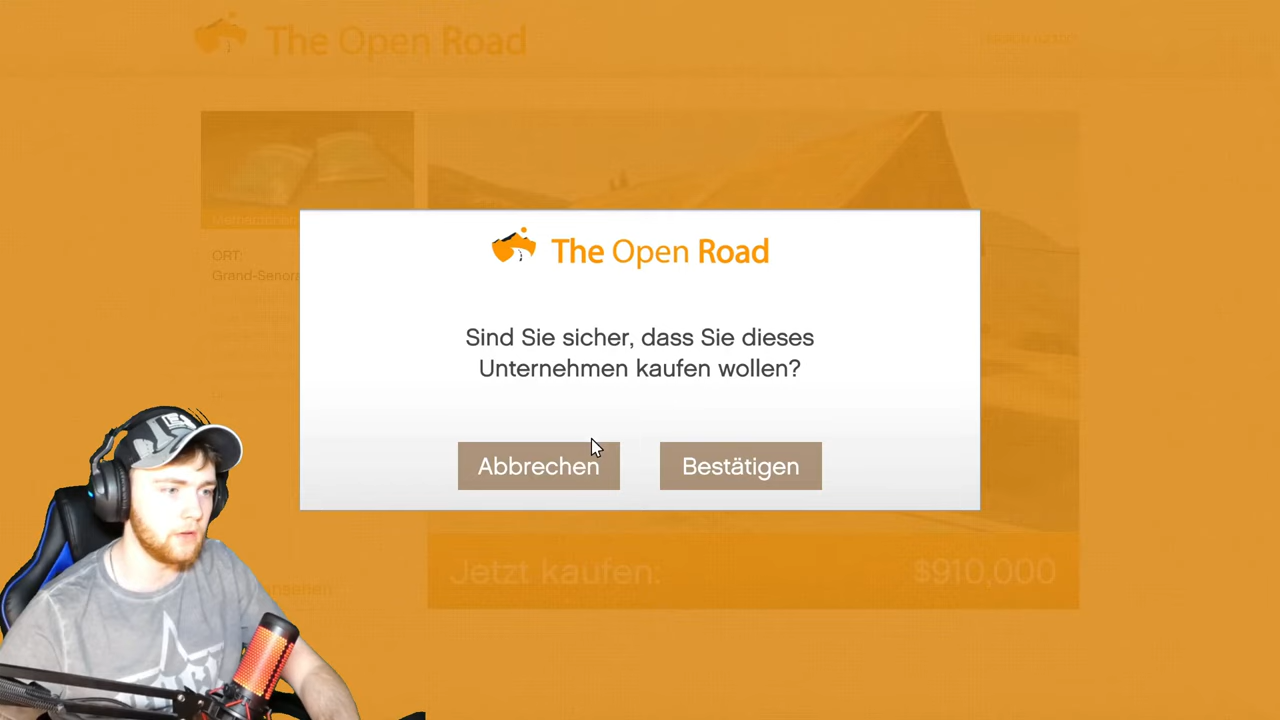 The Open Road
The Open Road
ORT:
Sind Sie sicher, dass Sie dieses
Unternehmen kaufen wollen?
Abbrechen
Bestätigen
Jetzt kaufen:
$910,000